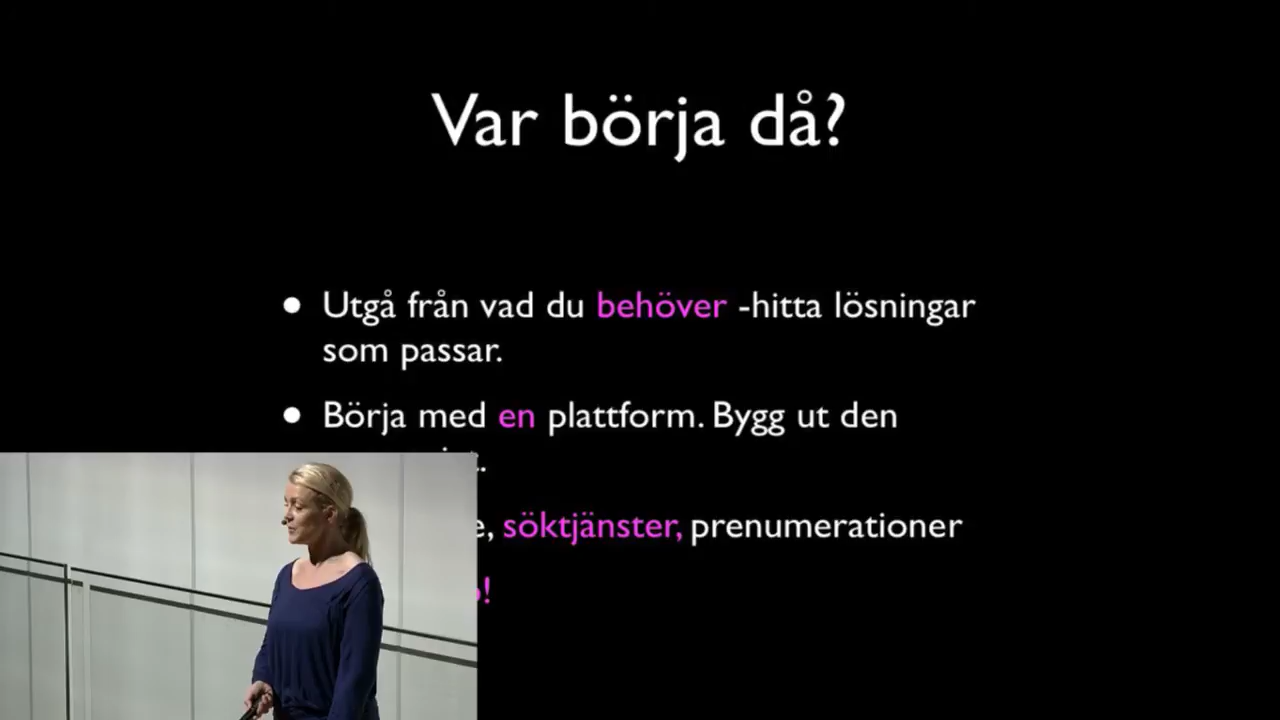 Var börja då?
• Utgå från vad du behöver -hitta lösningar
som passar.
• Börja med en plattform. Bygg ut den
söktjänster, prenumerationer